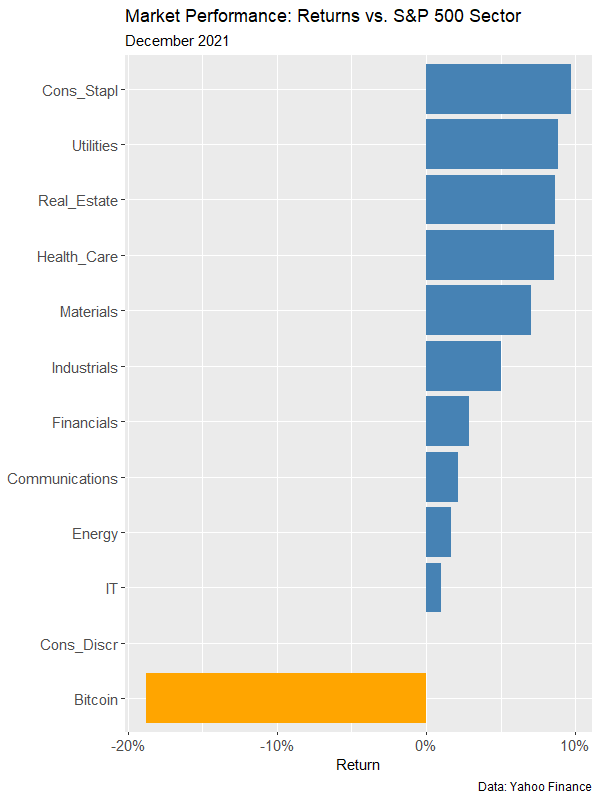 Market Performance: Returns vs. S&P 500 Sector
December 2021
Cons_Stapl
Utilities
Real_Estate
Health_Care
Materials
Industrials
Financials
Communications
Energy
IT
Cons_Discr
Bitcoin
-20% -10% 0% 10%
Return
Data: Yahoo Finance